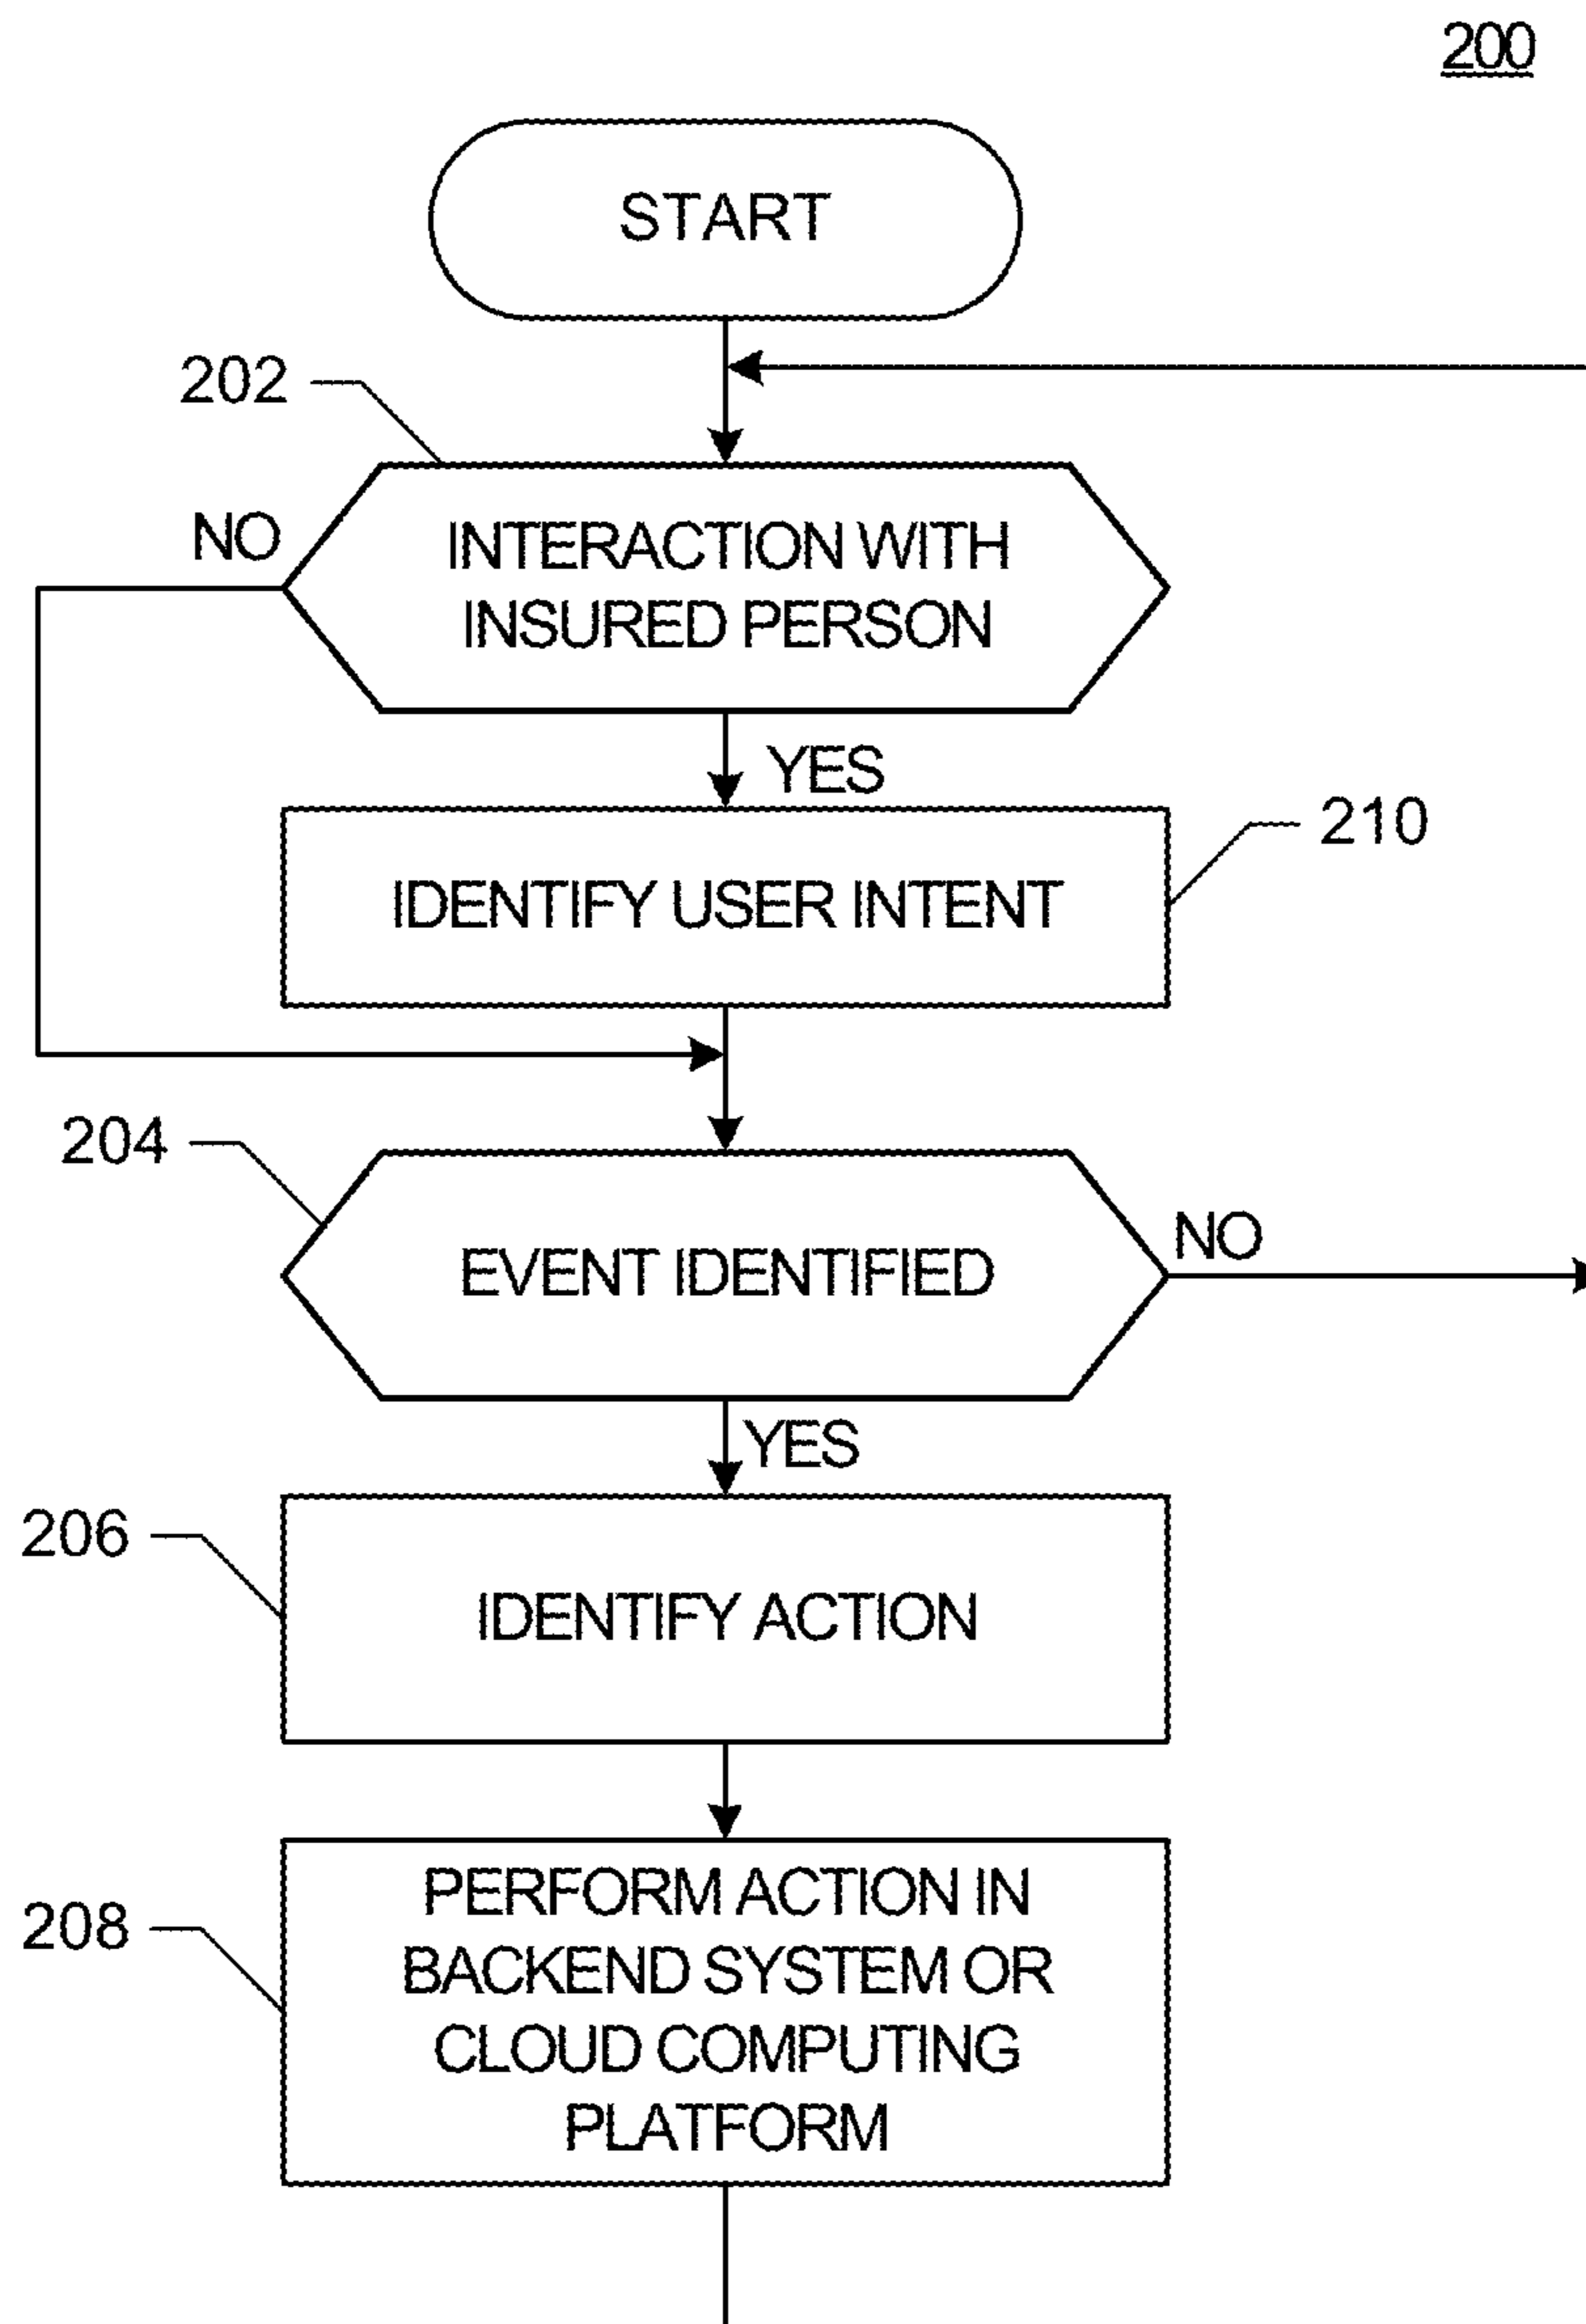 200
START
202
NO
INTERACTION WITH
INSURED PERSON
YES
210
IDENTIFY USER INTENT
204
EVENT IDENTIFIED
NO
YES
206
IDENTIFY ACTION
208
PERFORM ACTION IN
BACKEND SYSTEM OR
CLOUD COMPUTING
PLATFORM